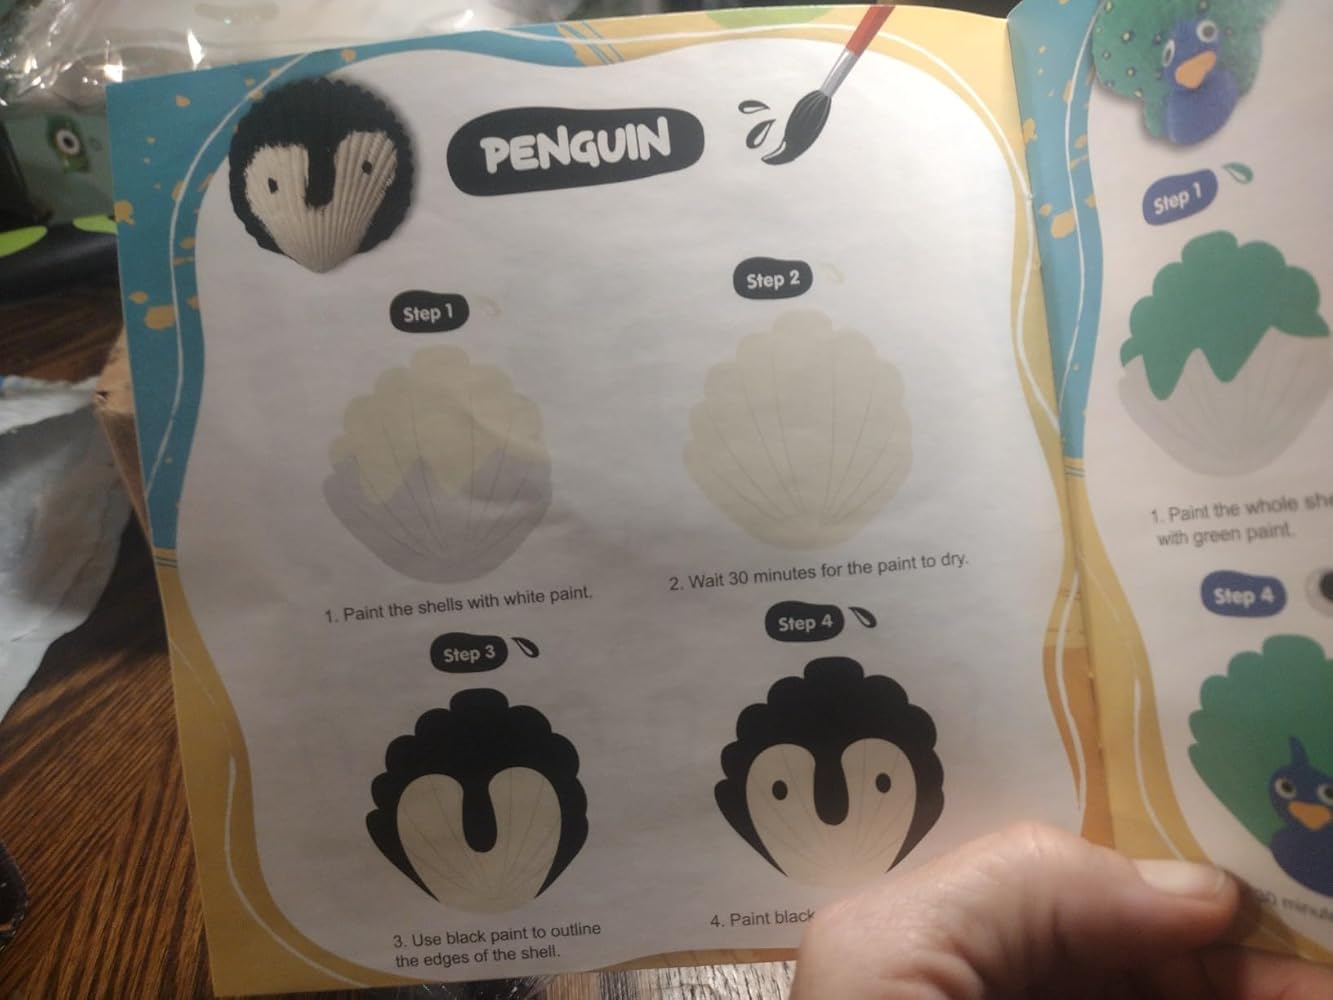 PENGUIN
Step 1
Step 2
1. Paint the shells with white paint.
2. Wait 30 minutes for the paint to dry.
Step 3
Step 4
3. Use black paint to outline
the edges of the shell.
4. Paint black
Step 1
1. Paint the whole
with green paint.
Step 4